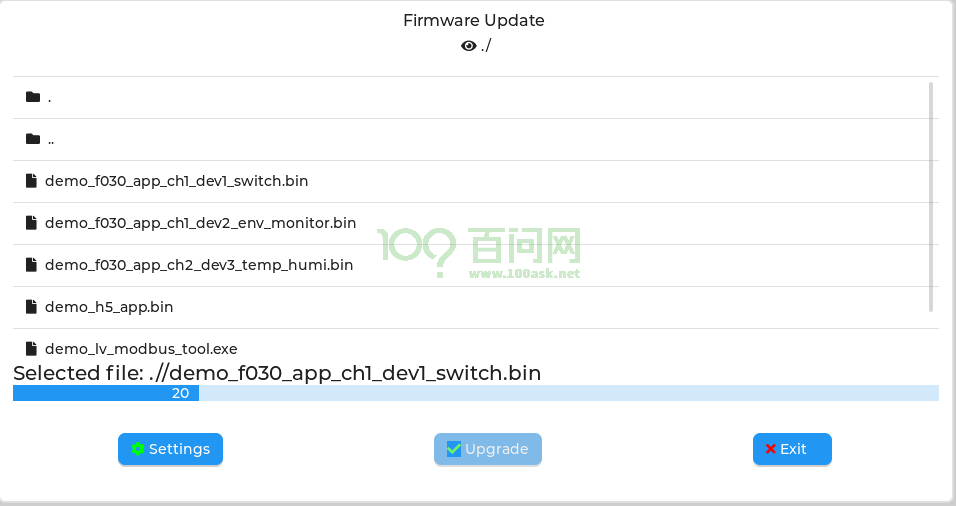 Firmware Update
./
.
..
demo_f030_app_ch1_dev1_switch.bin
demo_f030_app_ch1_dev2_env_monitor.bin
demo_f030_app_ch2_dev3_temp_humi.bin
100? 百问网
www.100ask.net
demo_h5_app.bin
demo_lv_modbus_tool.exe
Selected file: .//demo_f030_app_ch1_dev1_switch.bin
20
Settings
Upgrade
Exit